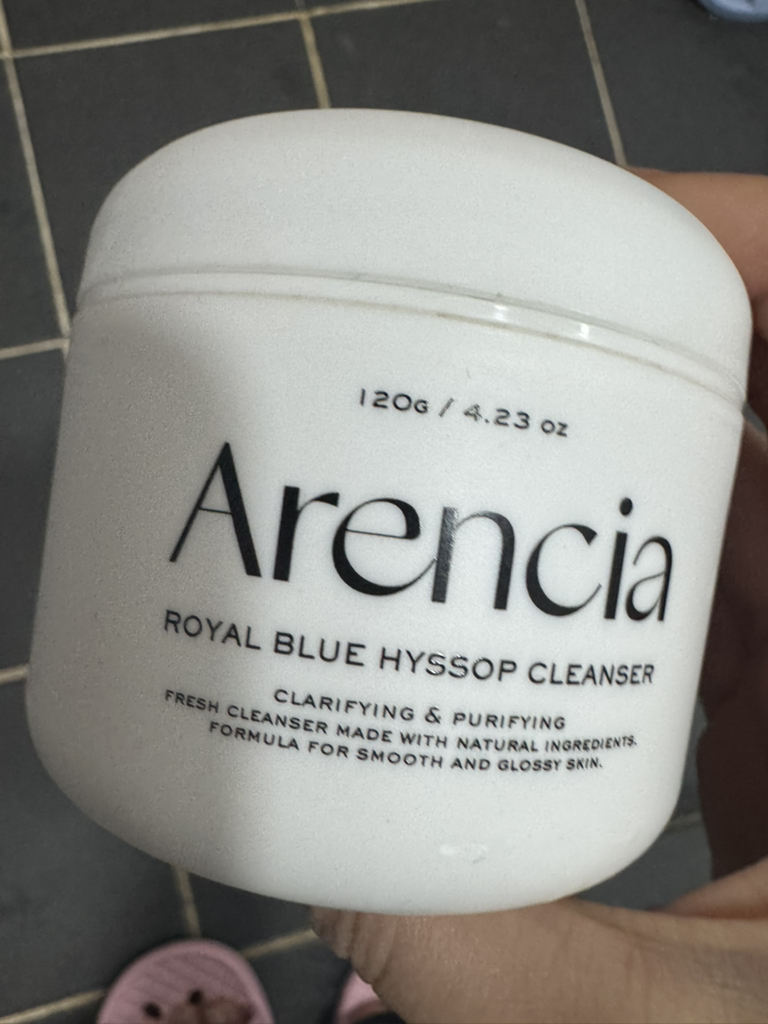 120G / 4.23 OZ
Arencia
ROYAL BLUE HYSSOP CLEANSER
CLARIFYING & PURIFYING
FRESH CLEANSER MADE WITH NATURAL INGREDIENTS.
FORMULA FOR SMOOTH AND GLOSSY SKIN.